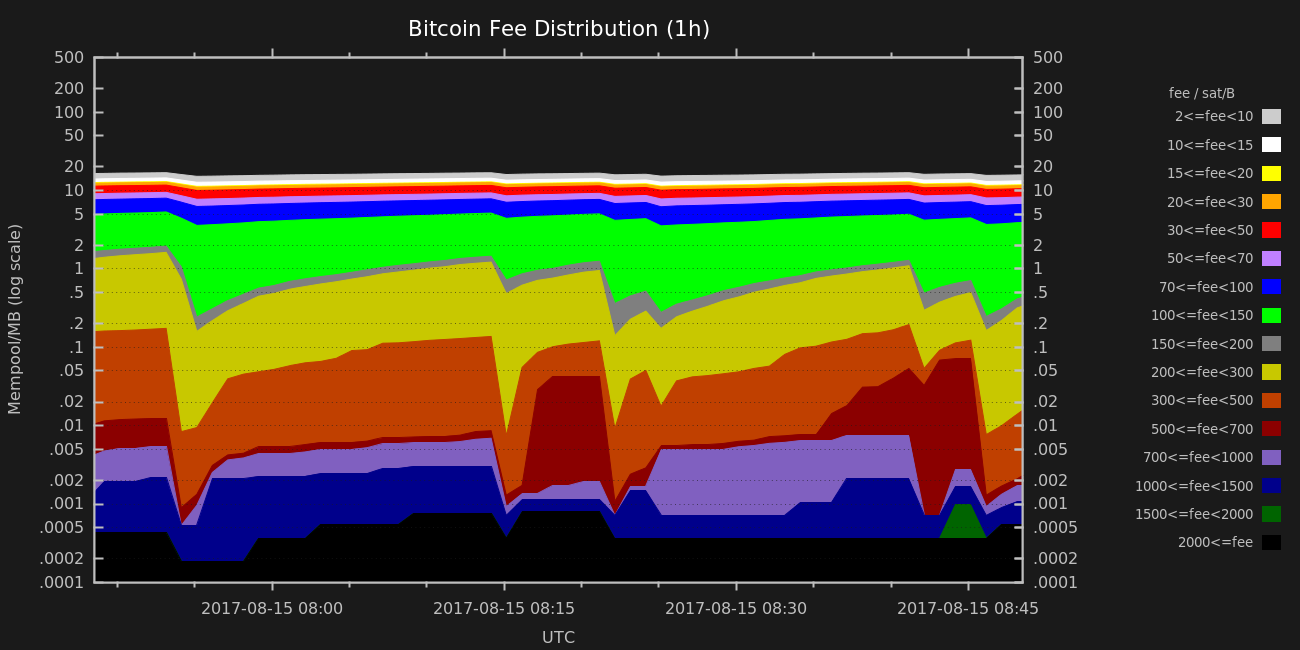 Bitcoin Fee Distribution (1h)
500 500
200 200
100 100
50 50
20 20
10 10
5 5
2 2
1 1
.5 .5
.2 .2
.1 .1
.05 .05
.02 .02
.01 .01
.005 .005
.002 .002
.001 .001
.0005 .0005
.0002 .0002
.0001 .0001
Mempool/MB (log scale)
2017-08-15 08:00 2017-08-15 08:15 2017-08-15 08:30 2017-08-15 08:45
UTC
fee / sat/B
2<=fee<10
10<=fee<15
15<=fee<20
20<=fee<30
30<=fee<50
50<=fee<70
70<=fee<100
100<=fee<150
150<=fee<200
200<=fee<300
300<=fee<500
500<=fee<700
700<=fee<1000
1000<=fee<1500
1500<=fee<2000
2000<=fee